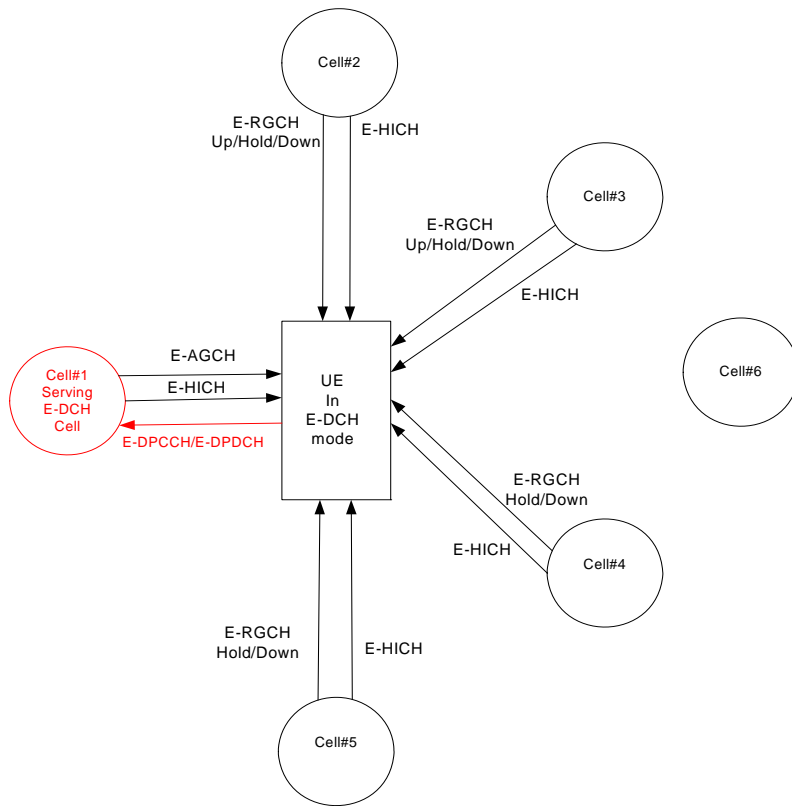 Cell#2
E-RGCH
Up/Hold/Down
E-HICH
Cell#3
E-RGCH
Up/Hold/Down
E-HICH
Cell#1
Serving
E-DCH
Cell
E-AGCH
E-HICH
E-DPCCH/E-DPDCH
UE
In
E-DCH
mode
Cell#6
E-RGCH
Hold/Down
E-HICH
Cell#4
E-RGCH
Hold/Down
E-HICH
Cell#5